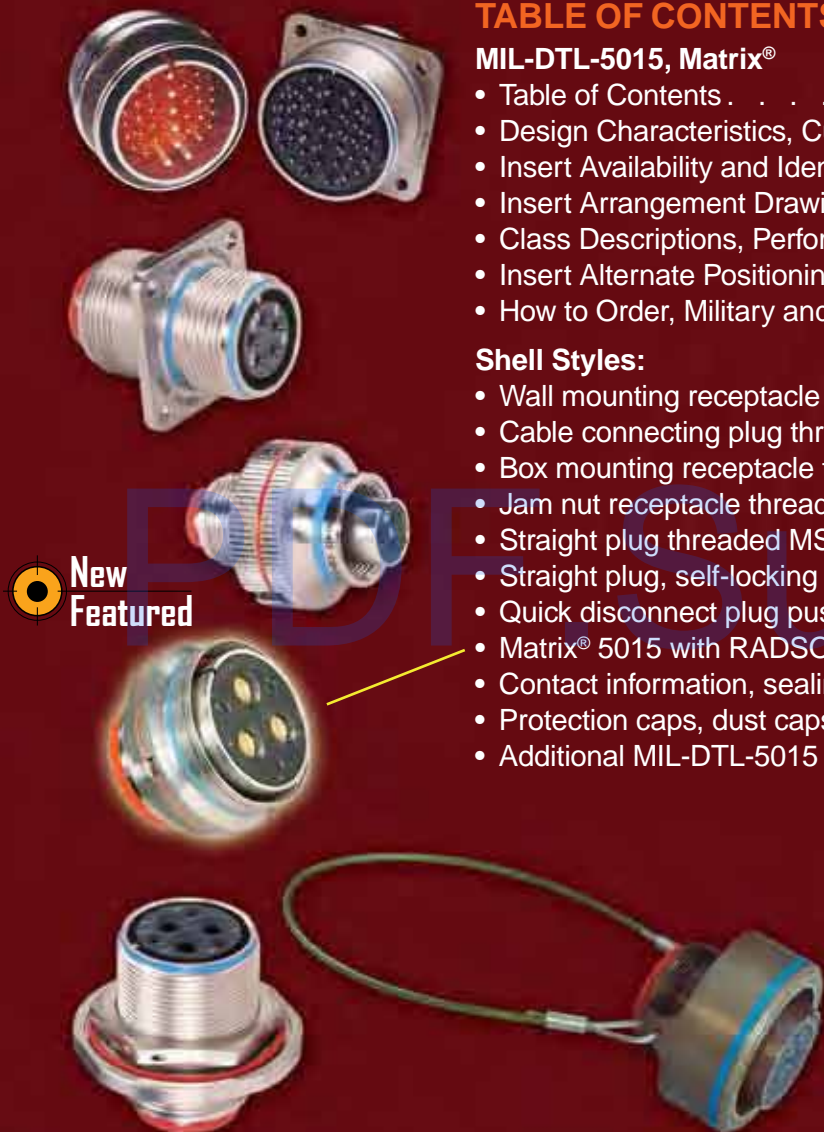 TABLE OF CONTENTS
MIL-DTL-5015, Matrix®
• Table of Contents . . . .
• Design Characteristics, C
• Insert Availability and Iden
• Insert Arrangement Drawi
• Class Descriptions, Perfor
• Insert Alternate Positionin
• How to Order, Military and
Shell Styles:
• Wall mounting receptacle
• Cable connecting plug thr
• Box mounting receptacle
• Jam nut receptacle thread
• Straight plug threaded MS
• Straight plug, self-locking
• Quick disconnect plug pus
• Matrix® 5015 with RADSO
• Contact information, seali
• Protection caps, dust caps
• Additional MIL-DTL-5015
New
Featured
PDF.S